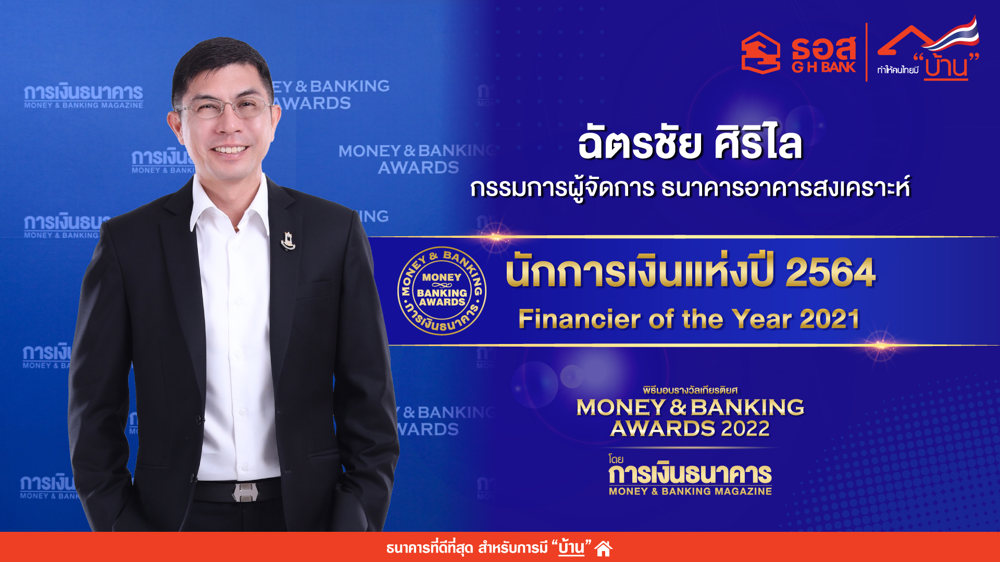 ธอส
G H BANK
ทำให้คนไทยมี “บ้าน”
การเงินธนาคาร
MONEY & BANKING MAGAZINE
EY & BANKING
AWARDS
การเงิน
MONEY & BANKI
MONEY & BANKING
AWARDS
การเงินธน
MONEY & BANKING
ING
การเงิ
MONEY & BA
Y & BANKING
WARDS
การเงิน
MONEY & BANK
ฉัตรชัย ศิริไล
กรรมการผู้จัดการ ธนาคารอาคารสงเคราะห์
MONEY & BANKING
MONEY
BANKING
AWARDS
การเงินธนาคาร
นักการเงินแห่งปี 2564
Financier of the Year 2021
พิธีมอบรางวัลเกียรติยศ
MONEY & BANKING
AWARDS 2022
โดย
การเงินธนาคาร
MONEY & BANKING MAGAZINE
ธนาคารที่ดีที่สุด สำหรับการมี “บ้าน”